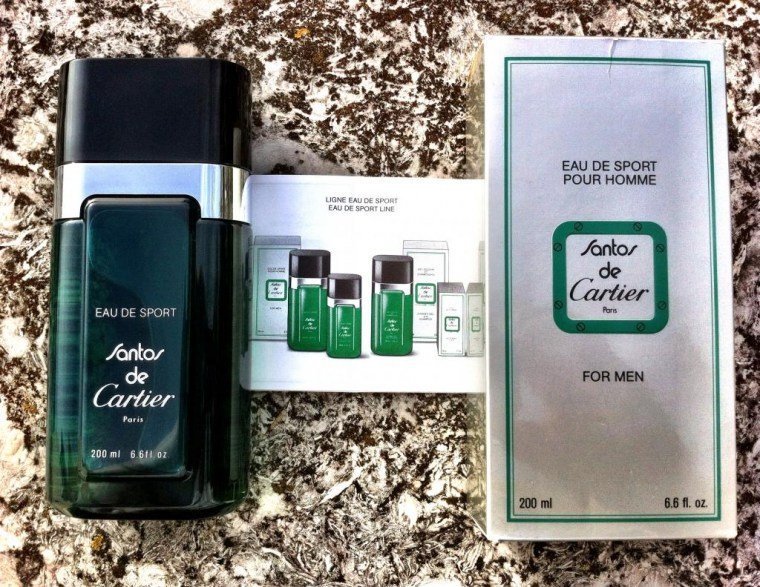 EAU DE SPORT
Santos
de
Cartier
Paris
200 ml 6.6 fl oz
LIGNE EAU DE SPORT
EAU DE SPORT LINE
EAU DE SPORT
POUR HOMME
Santos
de
Cartier
Paris
FOR MEN
200 ml 6.6 fl. oz.